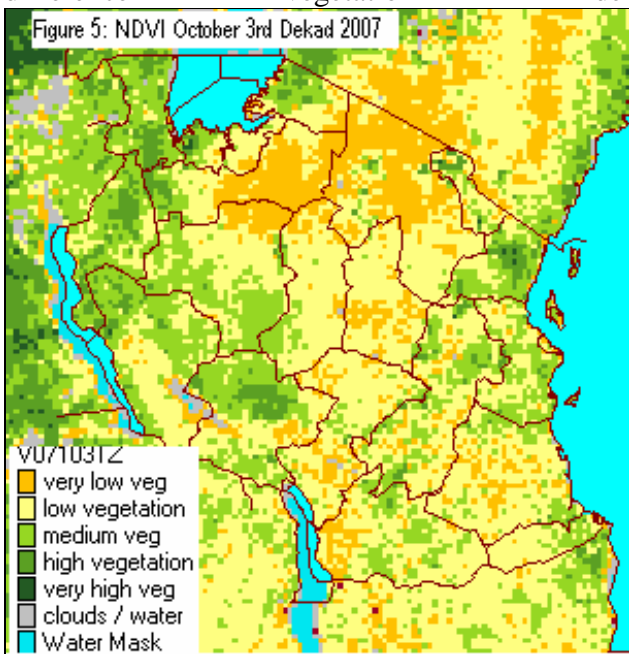 Figure 5: NDVI October 3rd Dekad 2007
very low veg
low vegetation
medium veg
high vegetation
very high veg
clouds / water
Water Mask